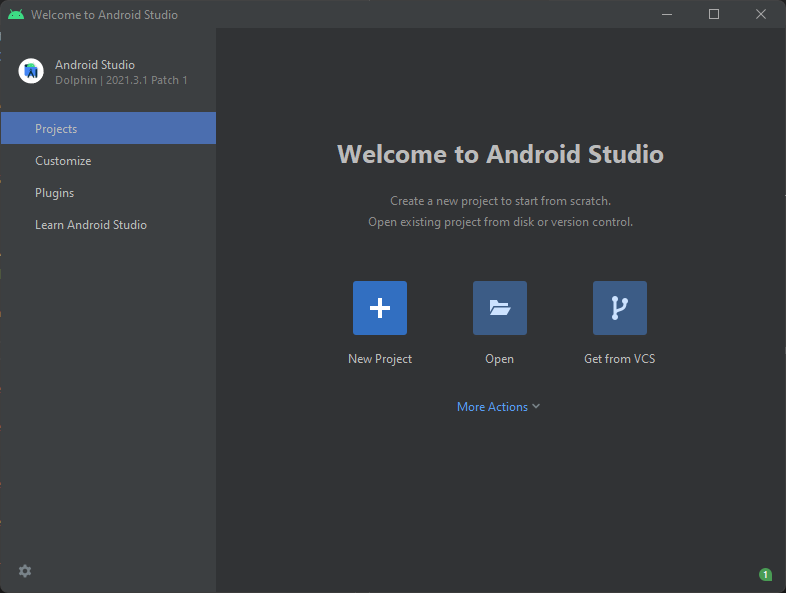 Welcome to Android Studio
Android Studio
Dolphin | 2021.3.1 Patch 1
Projects
Customize
Plugins
Learn Android Studio
Welcome to Android Studio
Create a new project to start from scratch.
Open existing project from disk or version control.
New Project
Open
Get from VCS
More Actions
1